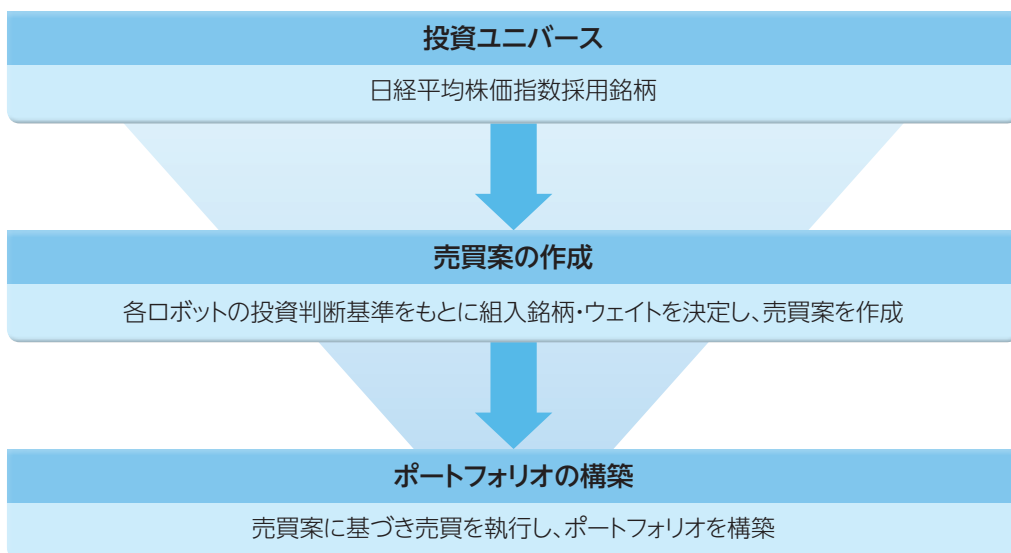 投資ユニバース
日経平均株価指数採用銘柄
売買案の作成
各ロボットの投資判断基準をもとに組入銘柄・ウェイトを決定し、売買案を作成
ポートフォリオの構築
売買案に基づき売買を執行し、ポートフォリオを構築